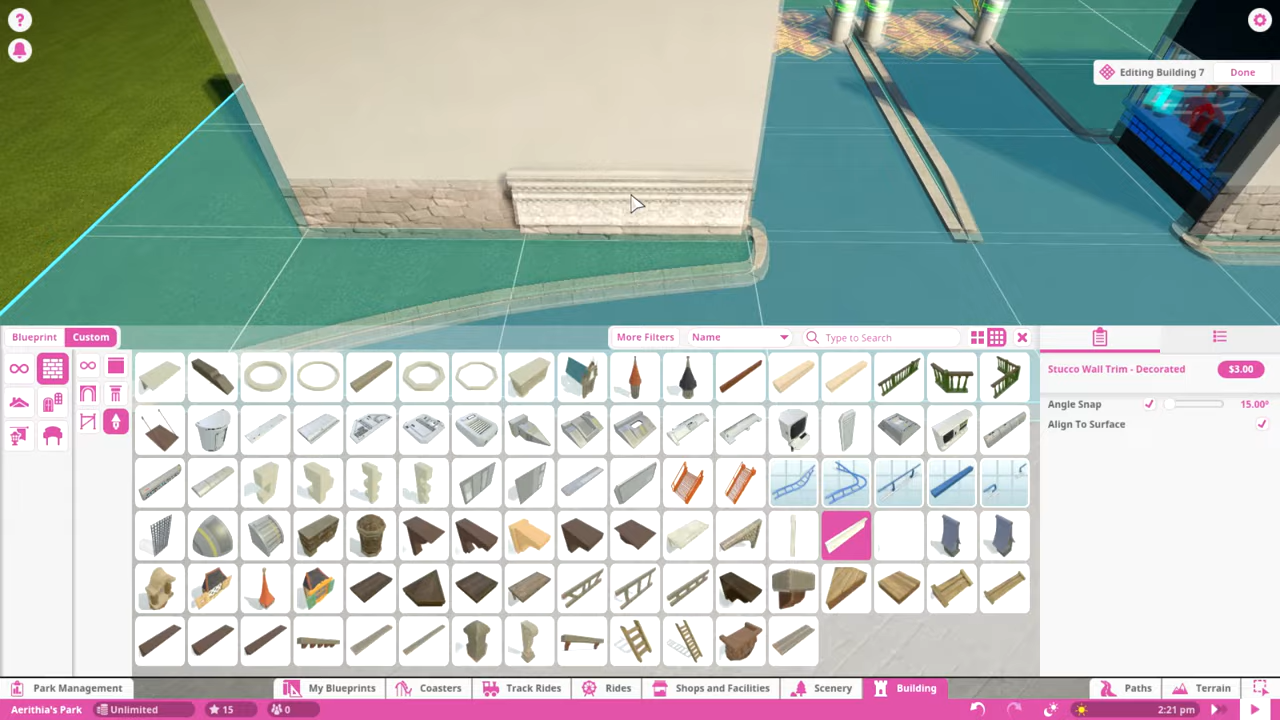 ?
Editing Building 7 Done
Blueprint Custom More Filters Name Type to Search
Stucco Wall Trim - Decorated $3.00
Angle Snap 15.00°
Align To Surface
Park Management My Blueprints Coasters Track Rides Rides Shops and Facilities Scenery Building Paths Terrain
Aerithia's Park Unlimited 15 0 2:21 pm